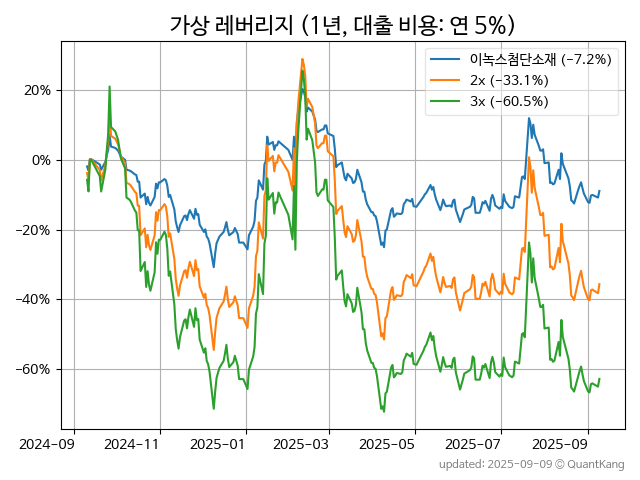 가상 레버리지 (1년, 대출 비용: 연 5%)
이녹스첨단소재 (−7.2%)
2x (−33.1%)
3x (−60.5%)
20%
0%
−20%
−40%
−60%
2024-09 2024-11 2025-01 2025-03 2025-05 2025-07 2025-09
updated: 2025-09-09 © QuantKang